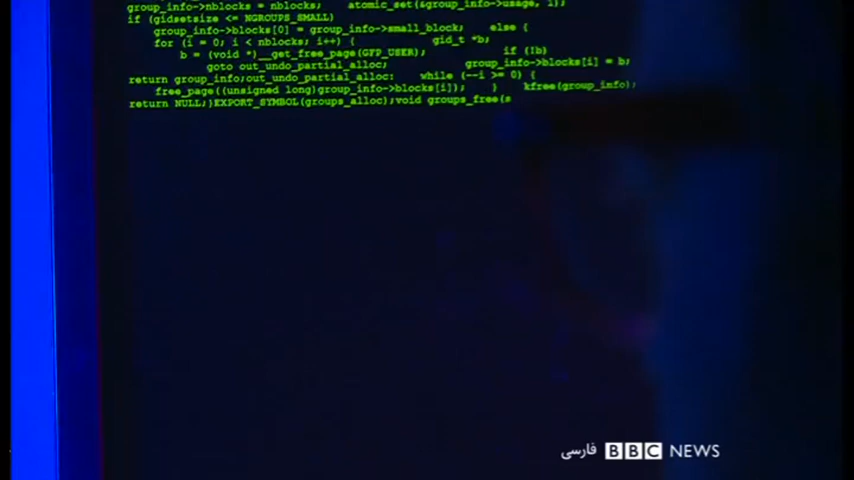 group_info->nblocks = nblocks; atomic_set(&group_info->usage, 1);
if (gidsetsize <= NGROUPS_SMALL)
group_info->blocks[0] = group_info->small_block; else {
for (i = 0; i < nblocks; i++) { gid_t *b;
b = (void *)__get_free_page(GFP_USER); if (!b)
goto out_undo_partial_alloc; group_info->blocks[i] = b;
return group_info;out_undo_partial_alloc: while (--i >= 0) {
free_page((unsigned long)group_info->blocks[i]); } kfree(group_info);
return NULL;}EXPORT_SYMBOL(groups_alloc);void groups_free(s
BBC NEWS فارسی